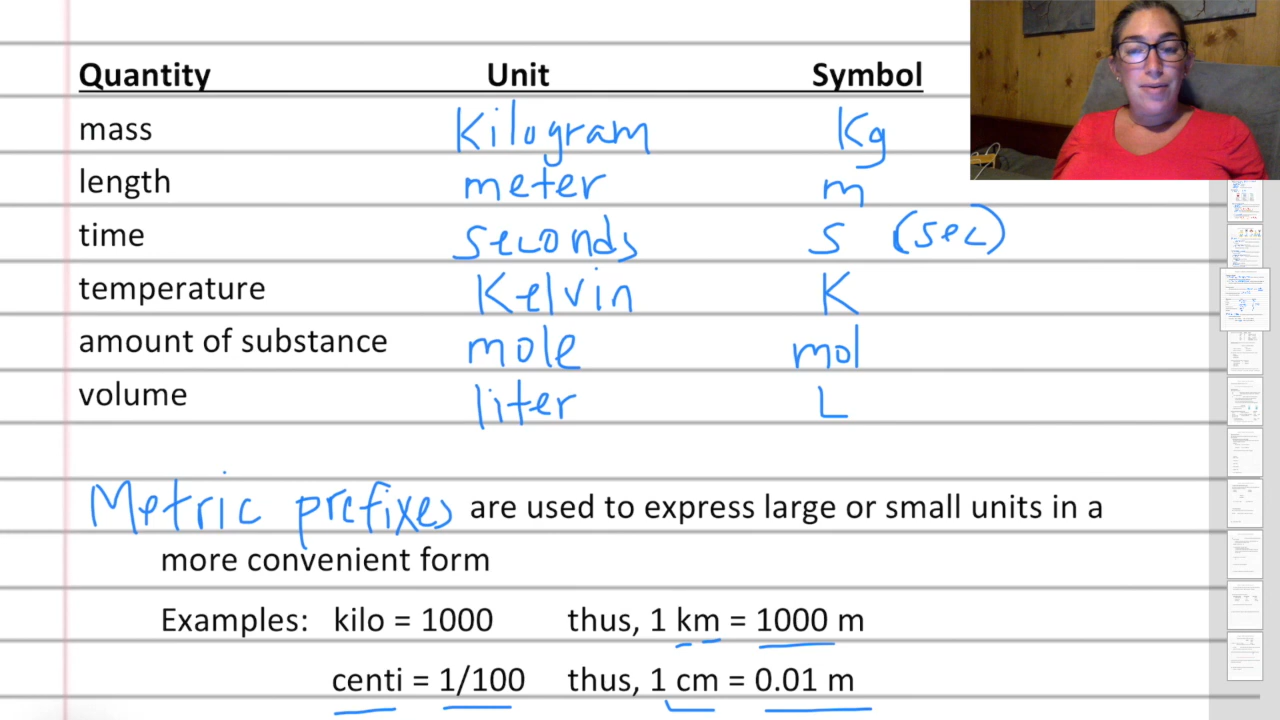 Quantity Unit Symbol
mass Kilogram Kg
length meter m
time seconds s (sec)
temperature Kelvin K
amount of substance mole mol
volume liter L
Metric prefixes are used to express large or small units in a
more convenient form
Examples: kilo = 1000 thus, 1 km = 1000 m
centi = 1/100 thus, 1 cm = 0.01 m